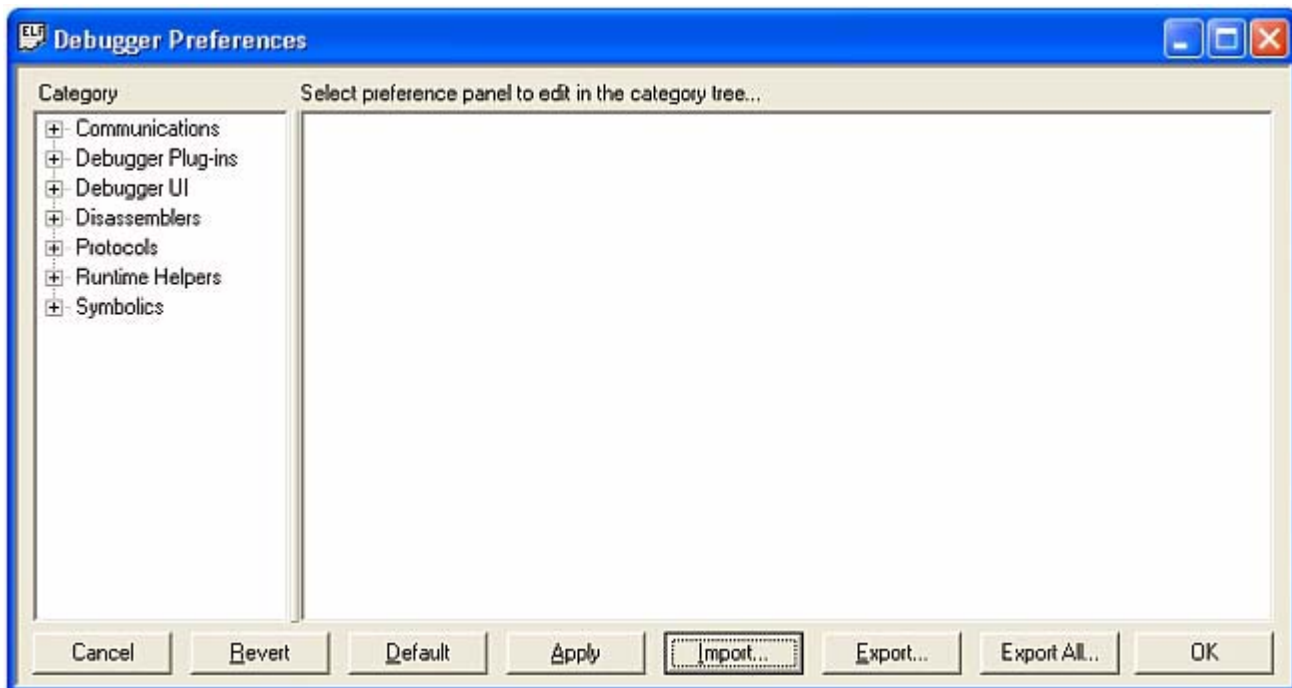 ELF Debugger Preferences
Category Select preference panel to edit in the category tree...
Communications
Debugger Plug-ins
Debugger UI
Disassemblers
Protocols
Runtime Helpers
Symbolics
Cancel Revert Default Apply Import... Export... Export All... OK